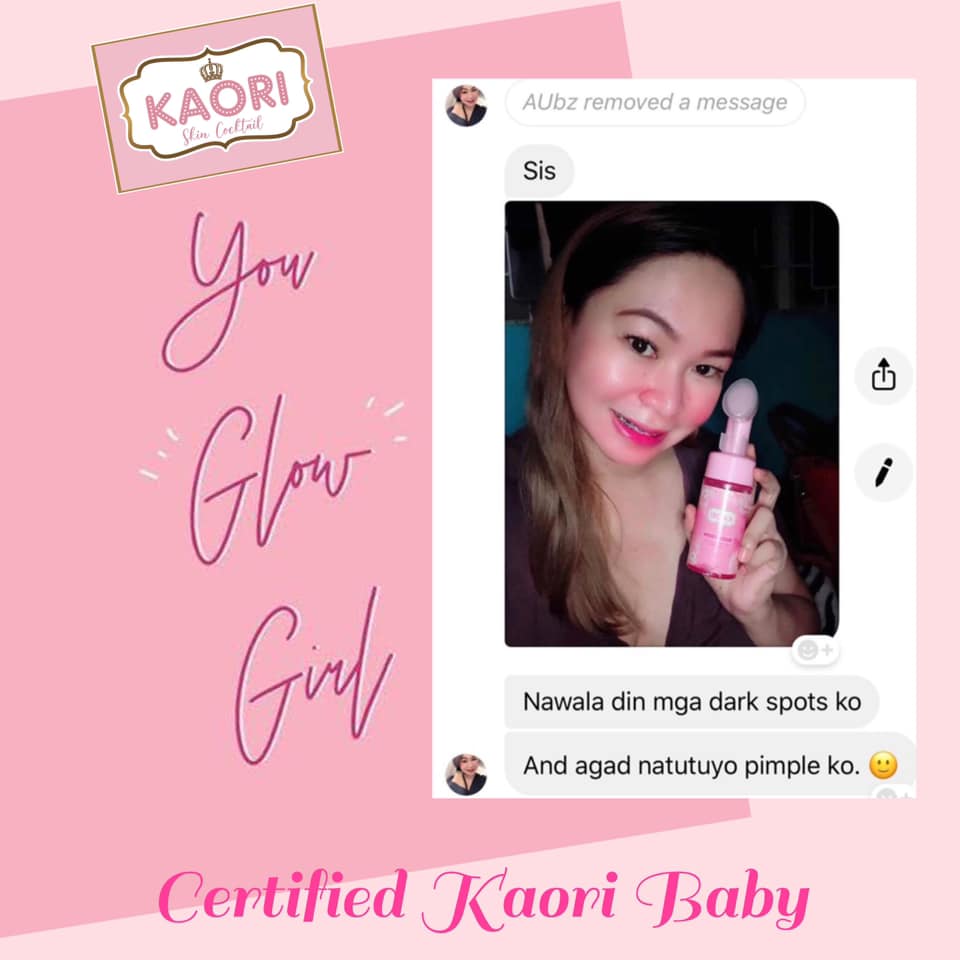 KAORI
Skin Cocktail
You
Glow
Girl
AUbz removed a message
Sis
Nawala din mga dark spots ko
And agad natutuyo pimple ko. 🙂
Certified Kaori Baby